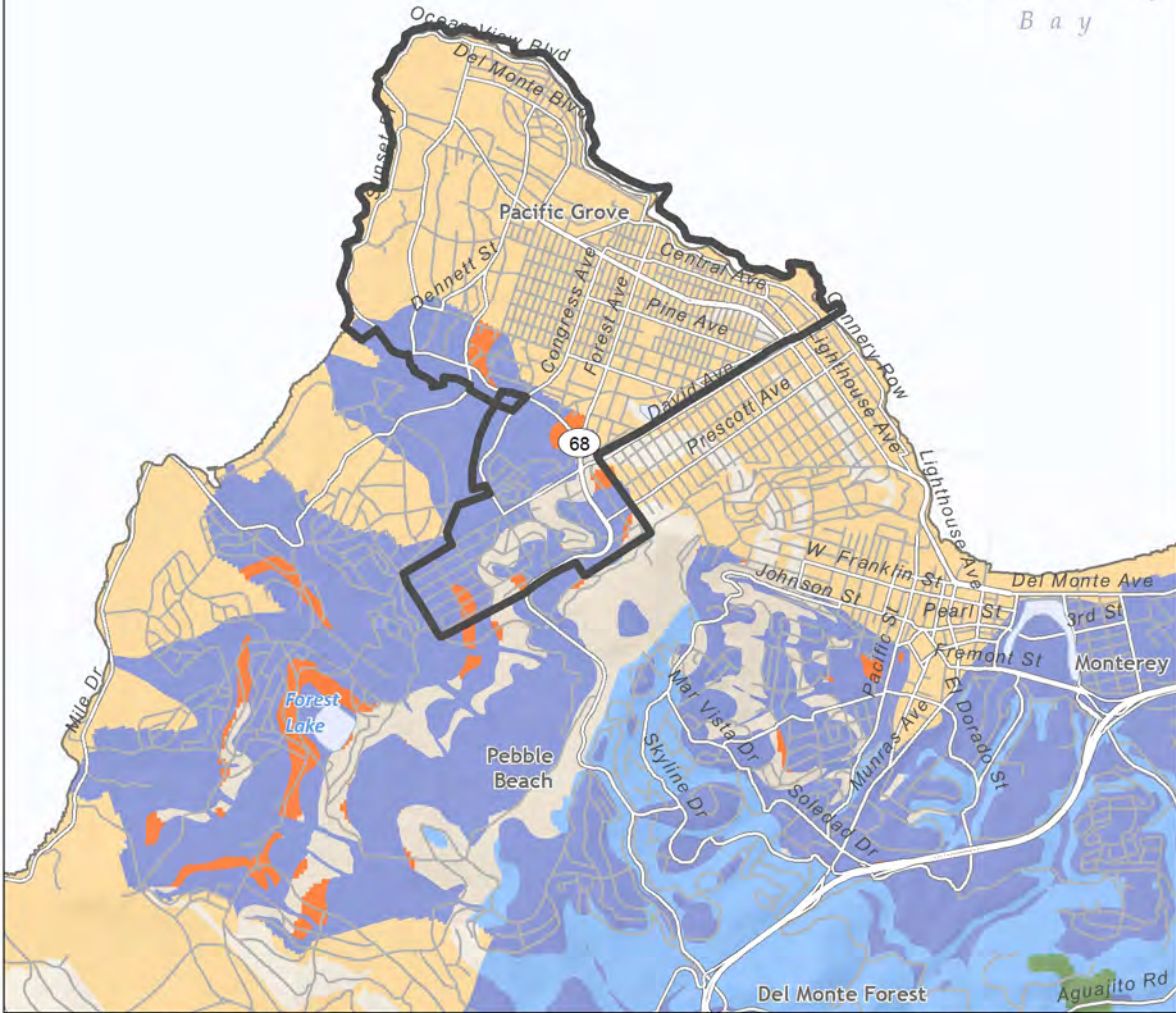 B a y
Ocean View Blvd
Del Monte Blvd
Sunset Dr
Pacific Grove
Dennett St
Central Ave
Congress Ave
Forest Ave
Pine Ave
Cannery Row
Lighthouse Ave
David Ave
Prescott Ave
68
Lighthouse Ave
W Franklin St
Johnson St
Del Monte Ave
Pearl St
3rd St
Pacific St
Fremont St
Monterey
Forest
Lake
Mile Dr
Mar Vista Dr
El Dorado St
Munras Ave
Pebble
Beach
Skyline Dr
Soledad Dr
Del Monte Forest
Aguajito Rd